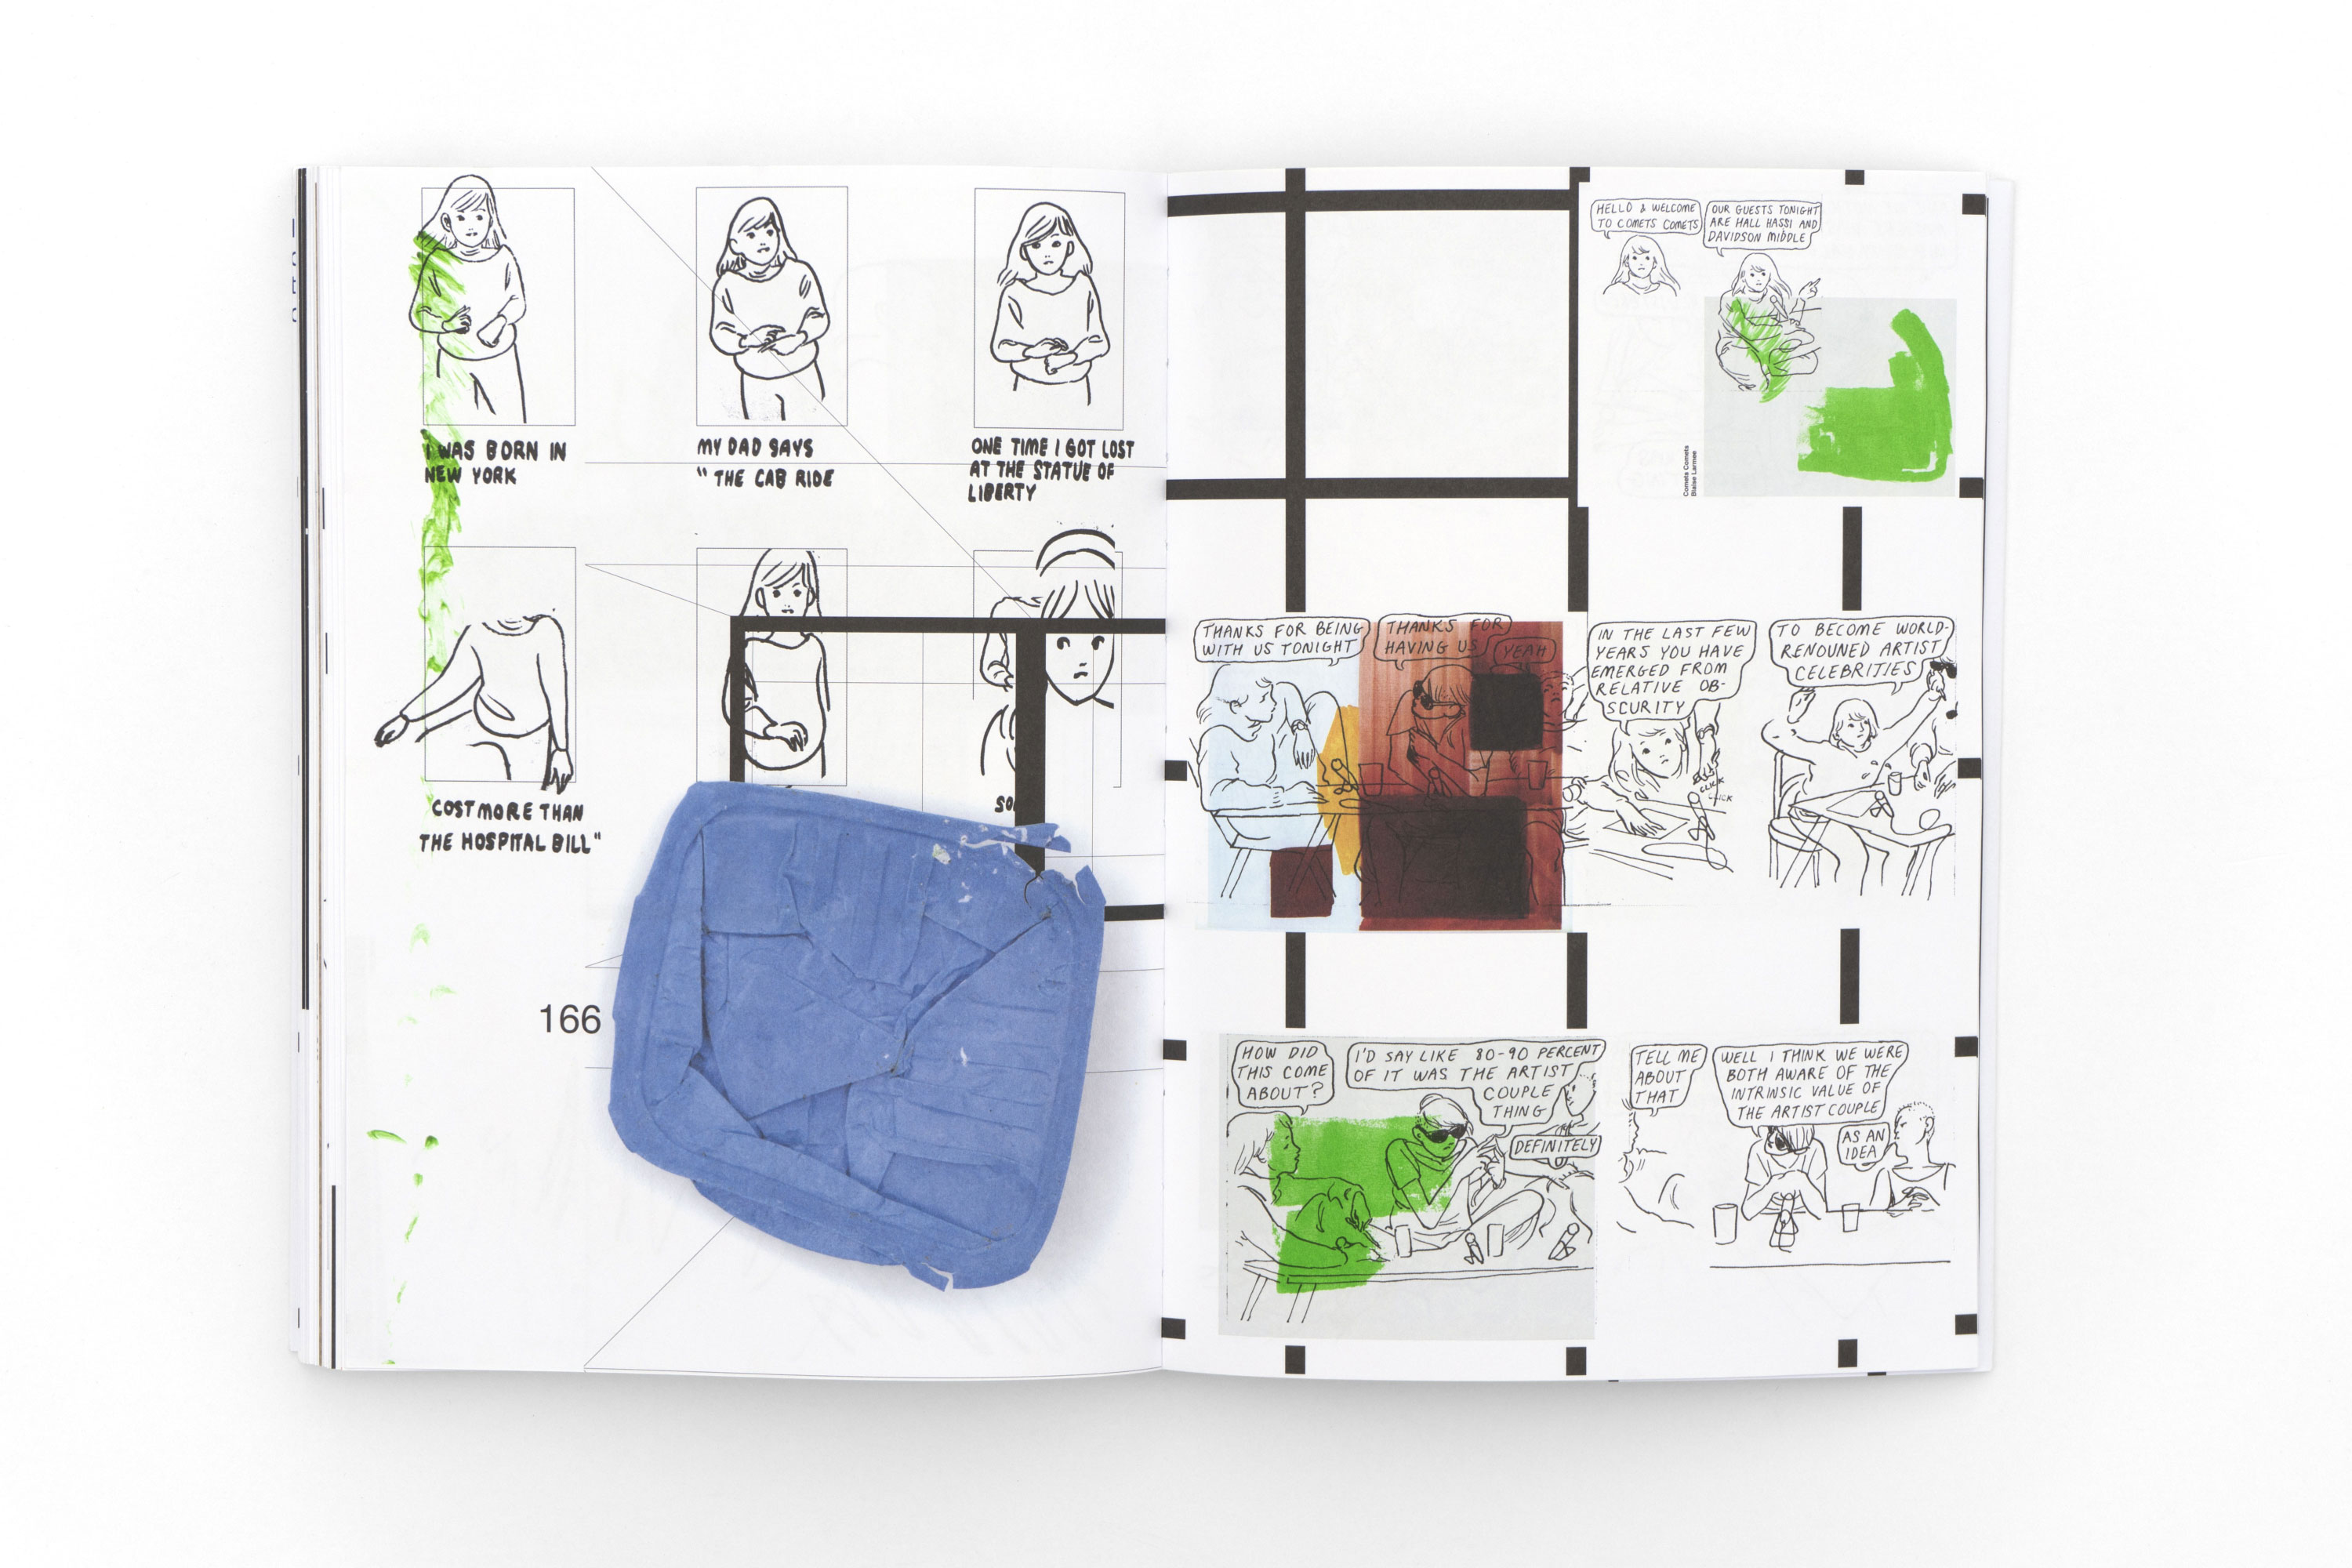 I WAS BORN IN
NEW YORK
MY DAD SAYS
" THE CAB RIDE
ONE TIME I GOT LOST
AT THE STATUE OF
LIBERTY
COST MORE THAN
THE HOSPITAL BILL"
166
HELLO & WELCOME
TO COMETS COMETS
OUR GUESTS TONIGHT
ARE HALL HASSI AND
DAVIDSON MIDDLE
Comets Comets
Blaise Larmee
THANKS FOR BEING
WITH US TONIGHT
THANKS FOR
HAVING US
YEAH
IN THE LAST FEW
YEARS YOU HAVE
EMERGED FROM
RELATIVE OB-
SCURITY
CLICK
CLICK
TO BECOME WORLD-
RENOUNED ARTIST
CELEBRITIES
HOW DID
THIS COME
ABOUT?
I'D SAY LIKE 80-90 PERCENT
OF IT WAS THE ARTIST
COUPLE
THING
DEFINITELY
TELL ME
ABOUT
THAT
WELL I THINK WE WERE
BOTH AWARE OF THE
INTRINSIC VALUE OF
THE ARTIST COUPLE
AS AN
IDEA